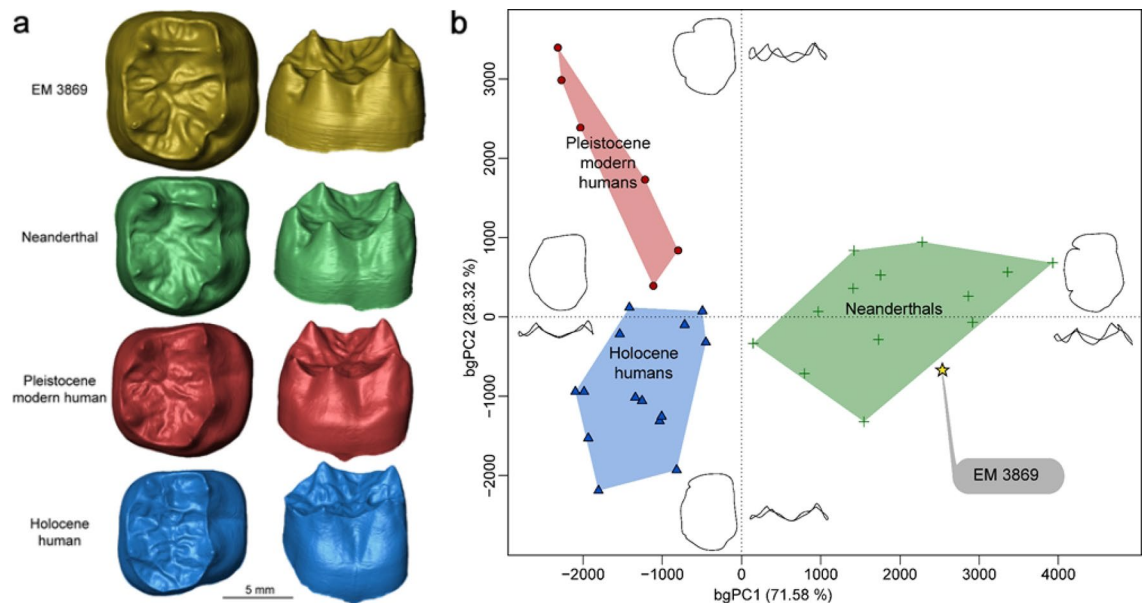 a
EM 3869
Neanderthal
Pleistocene
modern human
Holocene
human
5 mm
b
bgPC2 (28.32 %)
3000
2000
1000
0
−1000
−2000
Pleistocene
modern
humans
Neanderthals
Holocene
humans
EM 3869
−2000
−1000
0
1000
2000
3000
4000
bgPC1 (71.58 %)